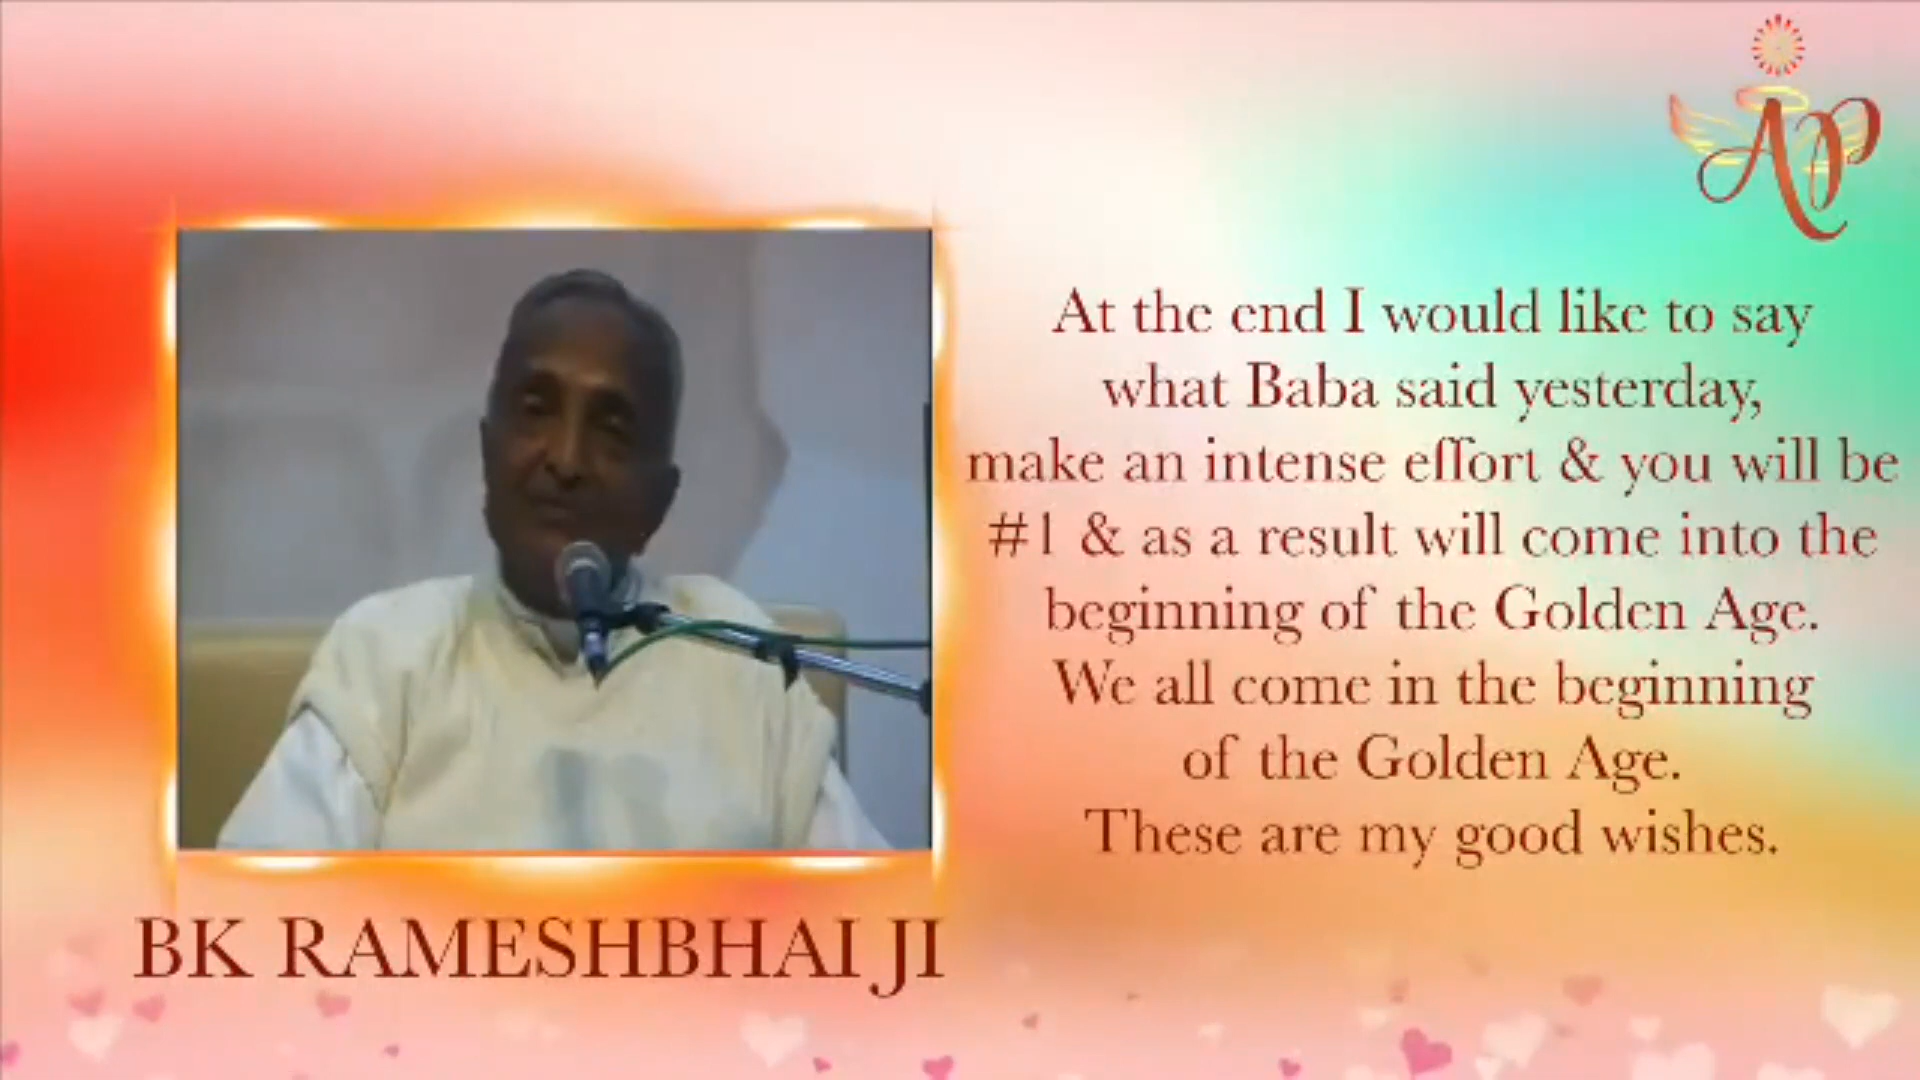 AP
At the end I would like to say
what Baba said yesterday,
make an intense effort & you will be
#1 & as a result will come into the
beginning of the Golden Age.
We all come in the beginning
of the Golden Age.
These are my good wishes.
BK RAMESHBHAI JI